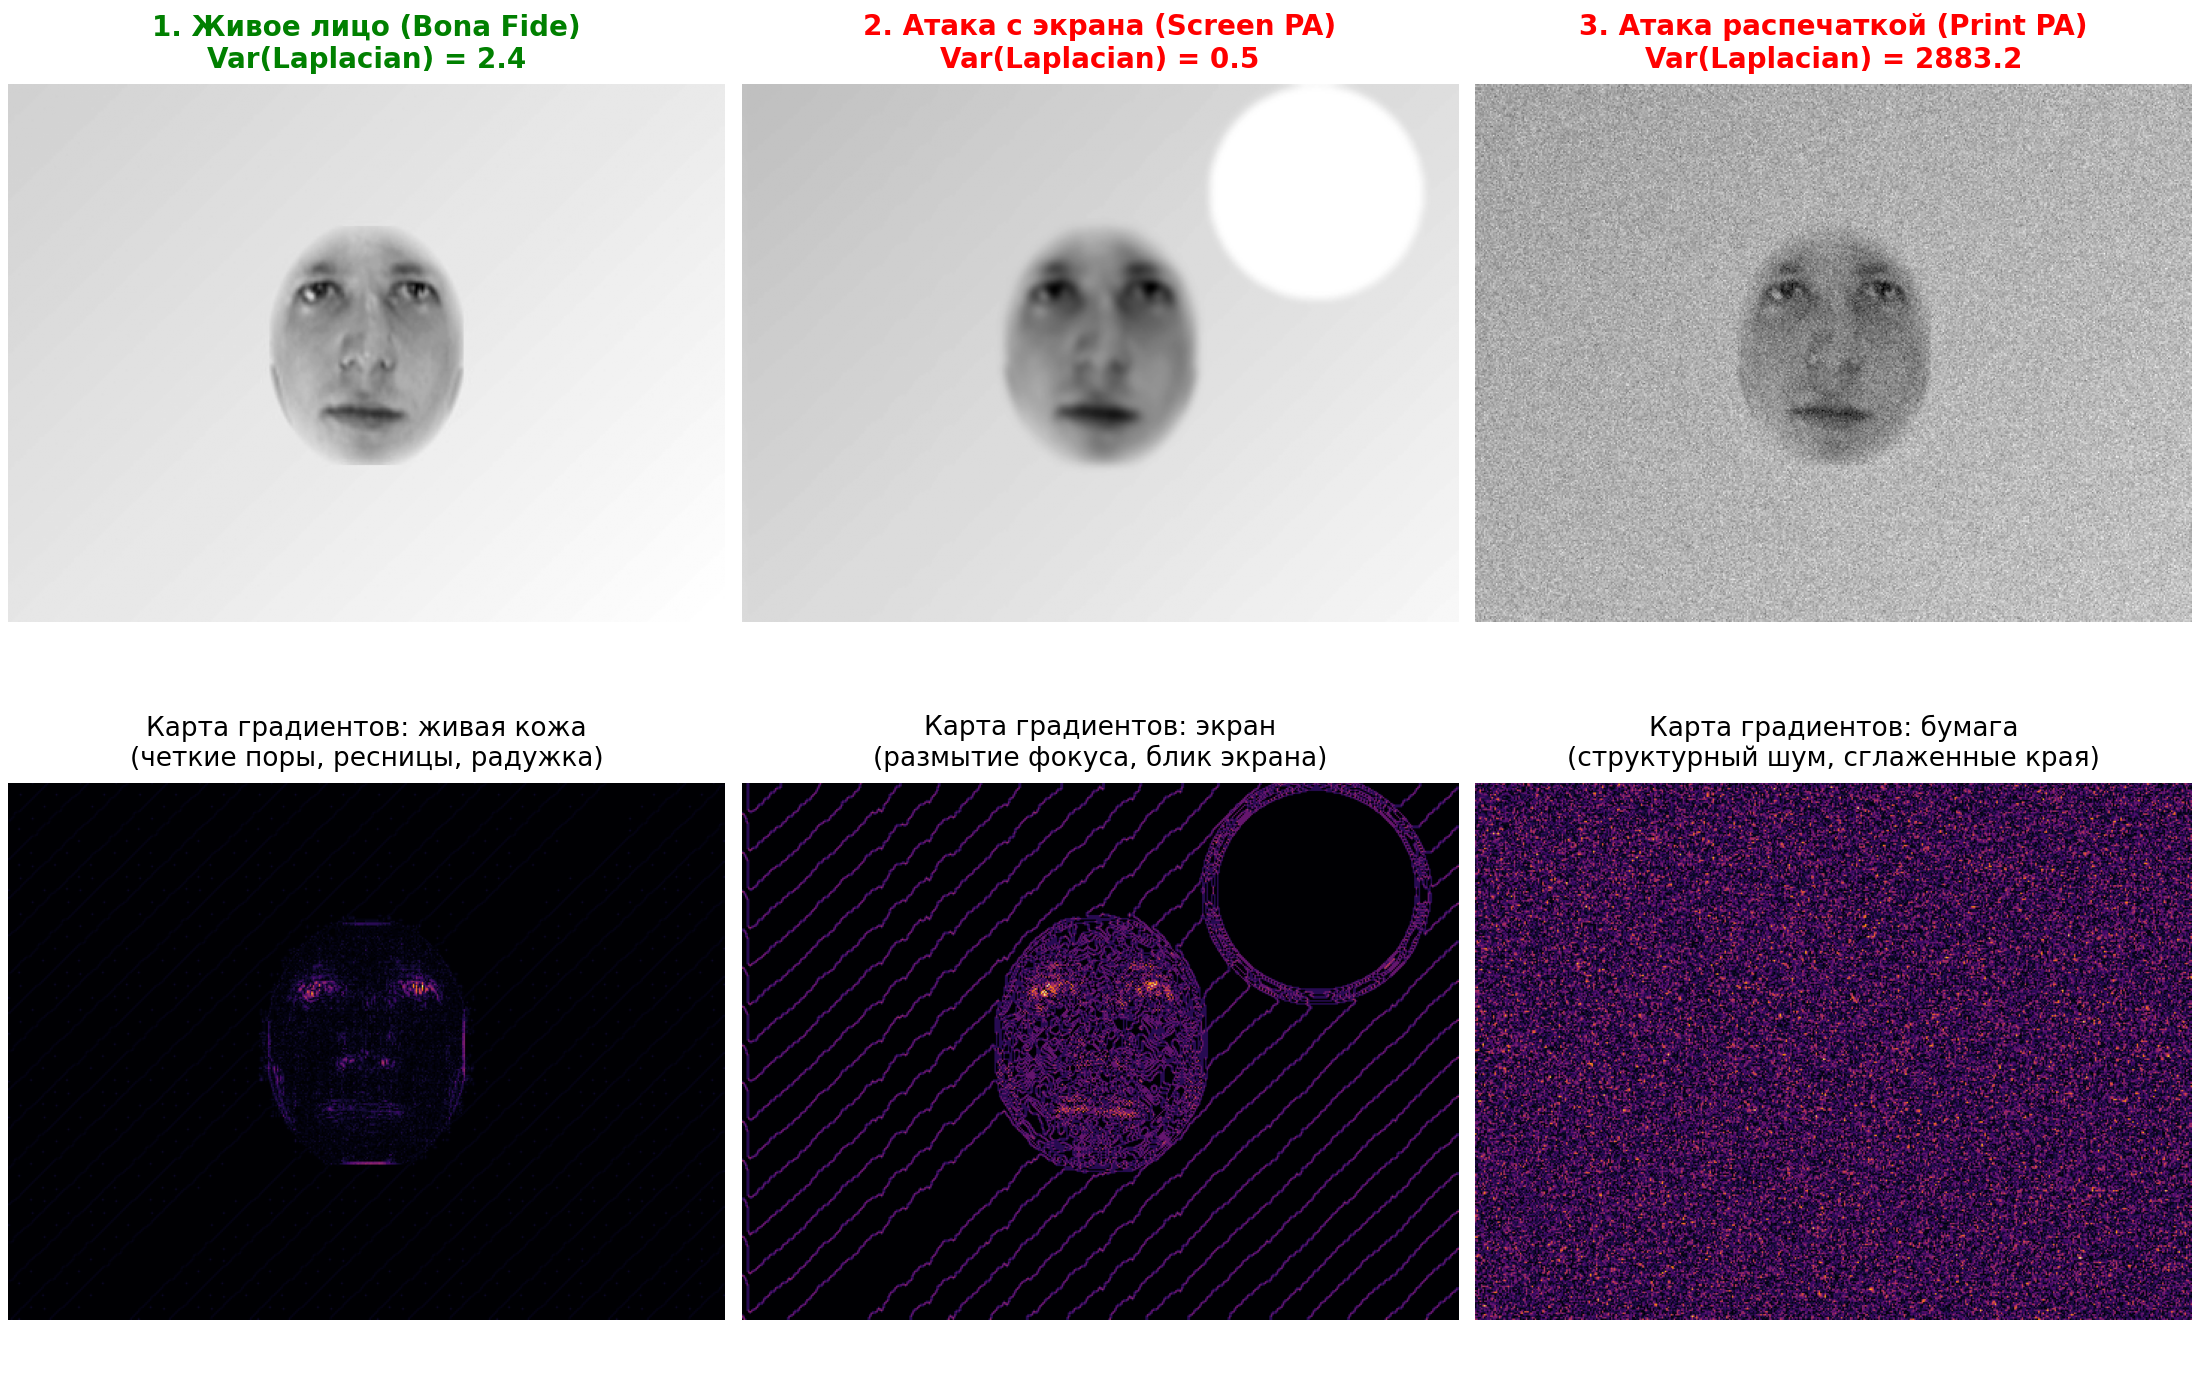 1. Живое лицо (Bona Fide)
Var(Laplacian) = 2.4
2. Атака с экрана (Screen PA)
Var(Laplacian) = 0.5
3. Атака распечаткой (Print PA)
Var(Laplacian) = 2883.2
Карта градиентов: живая кожа
(четкие поры, ресницы, радужка)
Карта градиентов: экран
(размытие фокуса, блик экрана)
Карта градиентов: бумага
(структурный шум, сглаженные края)